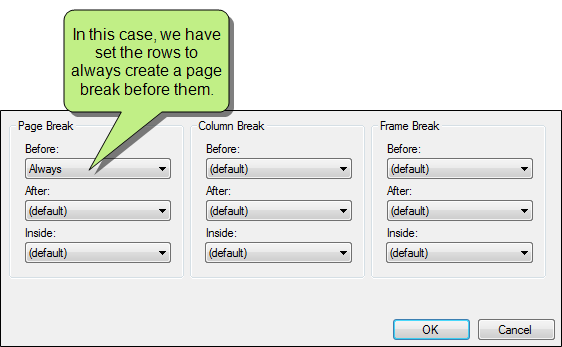 In this case, we have
set the rows to
always create a page
break before them.
Page Break
Before:
Always
After:
(default)
Inside:
(default)
Column Break
Before:
(default)
After:
(default)
Inside:
(default)
Frame Break
Before:
(default)
After:
(default)
Inside:
(default)
OK
Cancel